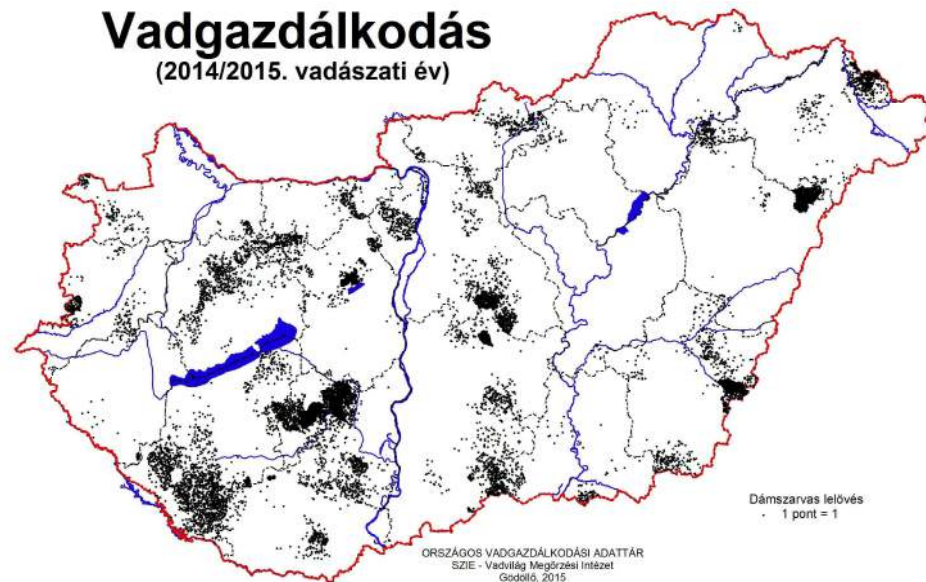 Vadgazdálkodás
(2014/2015. vadászati év)
Dámszarvas lelövés
. 1 pont = 1
ORSZÁGOS VADGAZDÁLKODÁSI ADATTÁR
SZIE - Vadvilág Megőrzési Intézet
Gödöllő, 2015